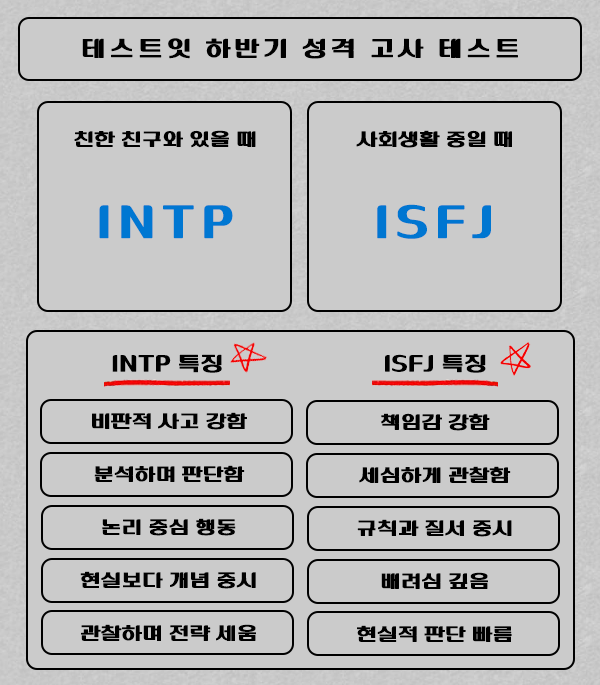 테스트잇 하반기 성격 고사 테스트
친한 친구와 있을 때
사회생활 중일 때
INTP
ISFJ
INTP 특징
ISFJ 특징
비판적 사고 강함
책임감 강함
분석하며 판단함
세심하게 관찰함
논리 중심 행동
규칙과 질서 중시
현실보다 개념 중시
배려심 깊음
관찰하며 전략 세움
현실적 판단 빠름